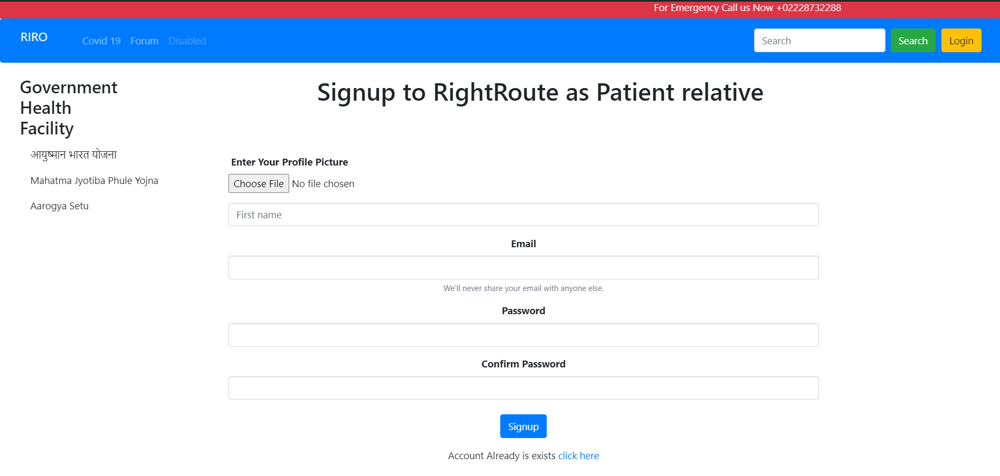 For Emergency Call us Now +02228732288
RIRO
Covid 19 Forum Disabled
Search
Search
Login
Government
Health
Facility
आयुष्मान भारत योजना
Mahatma Jyotiba Phule Yojna
Aarogya Setu
Signup to RightRoute as Patient relative
Enter Your Profile Picture
Choose File No file chosen
First name
Email
We'll never share your email with anyone else.
Password
Confirm Password
Signup
Account Already is exists click here